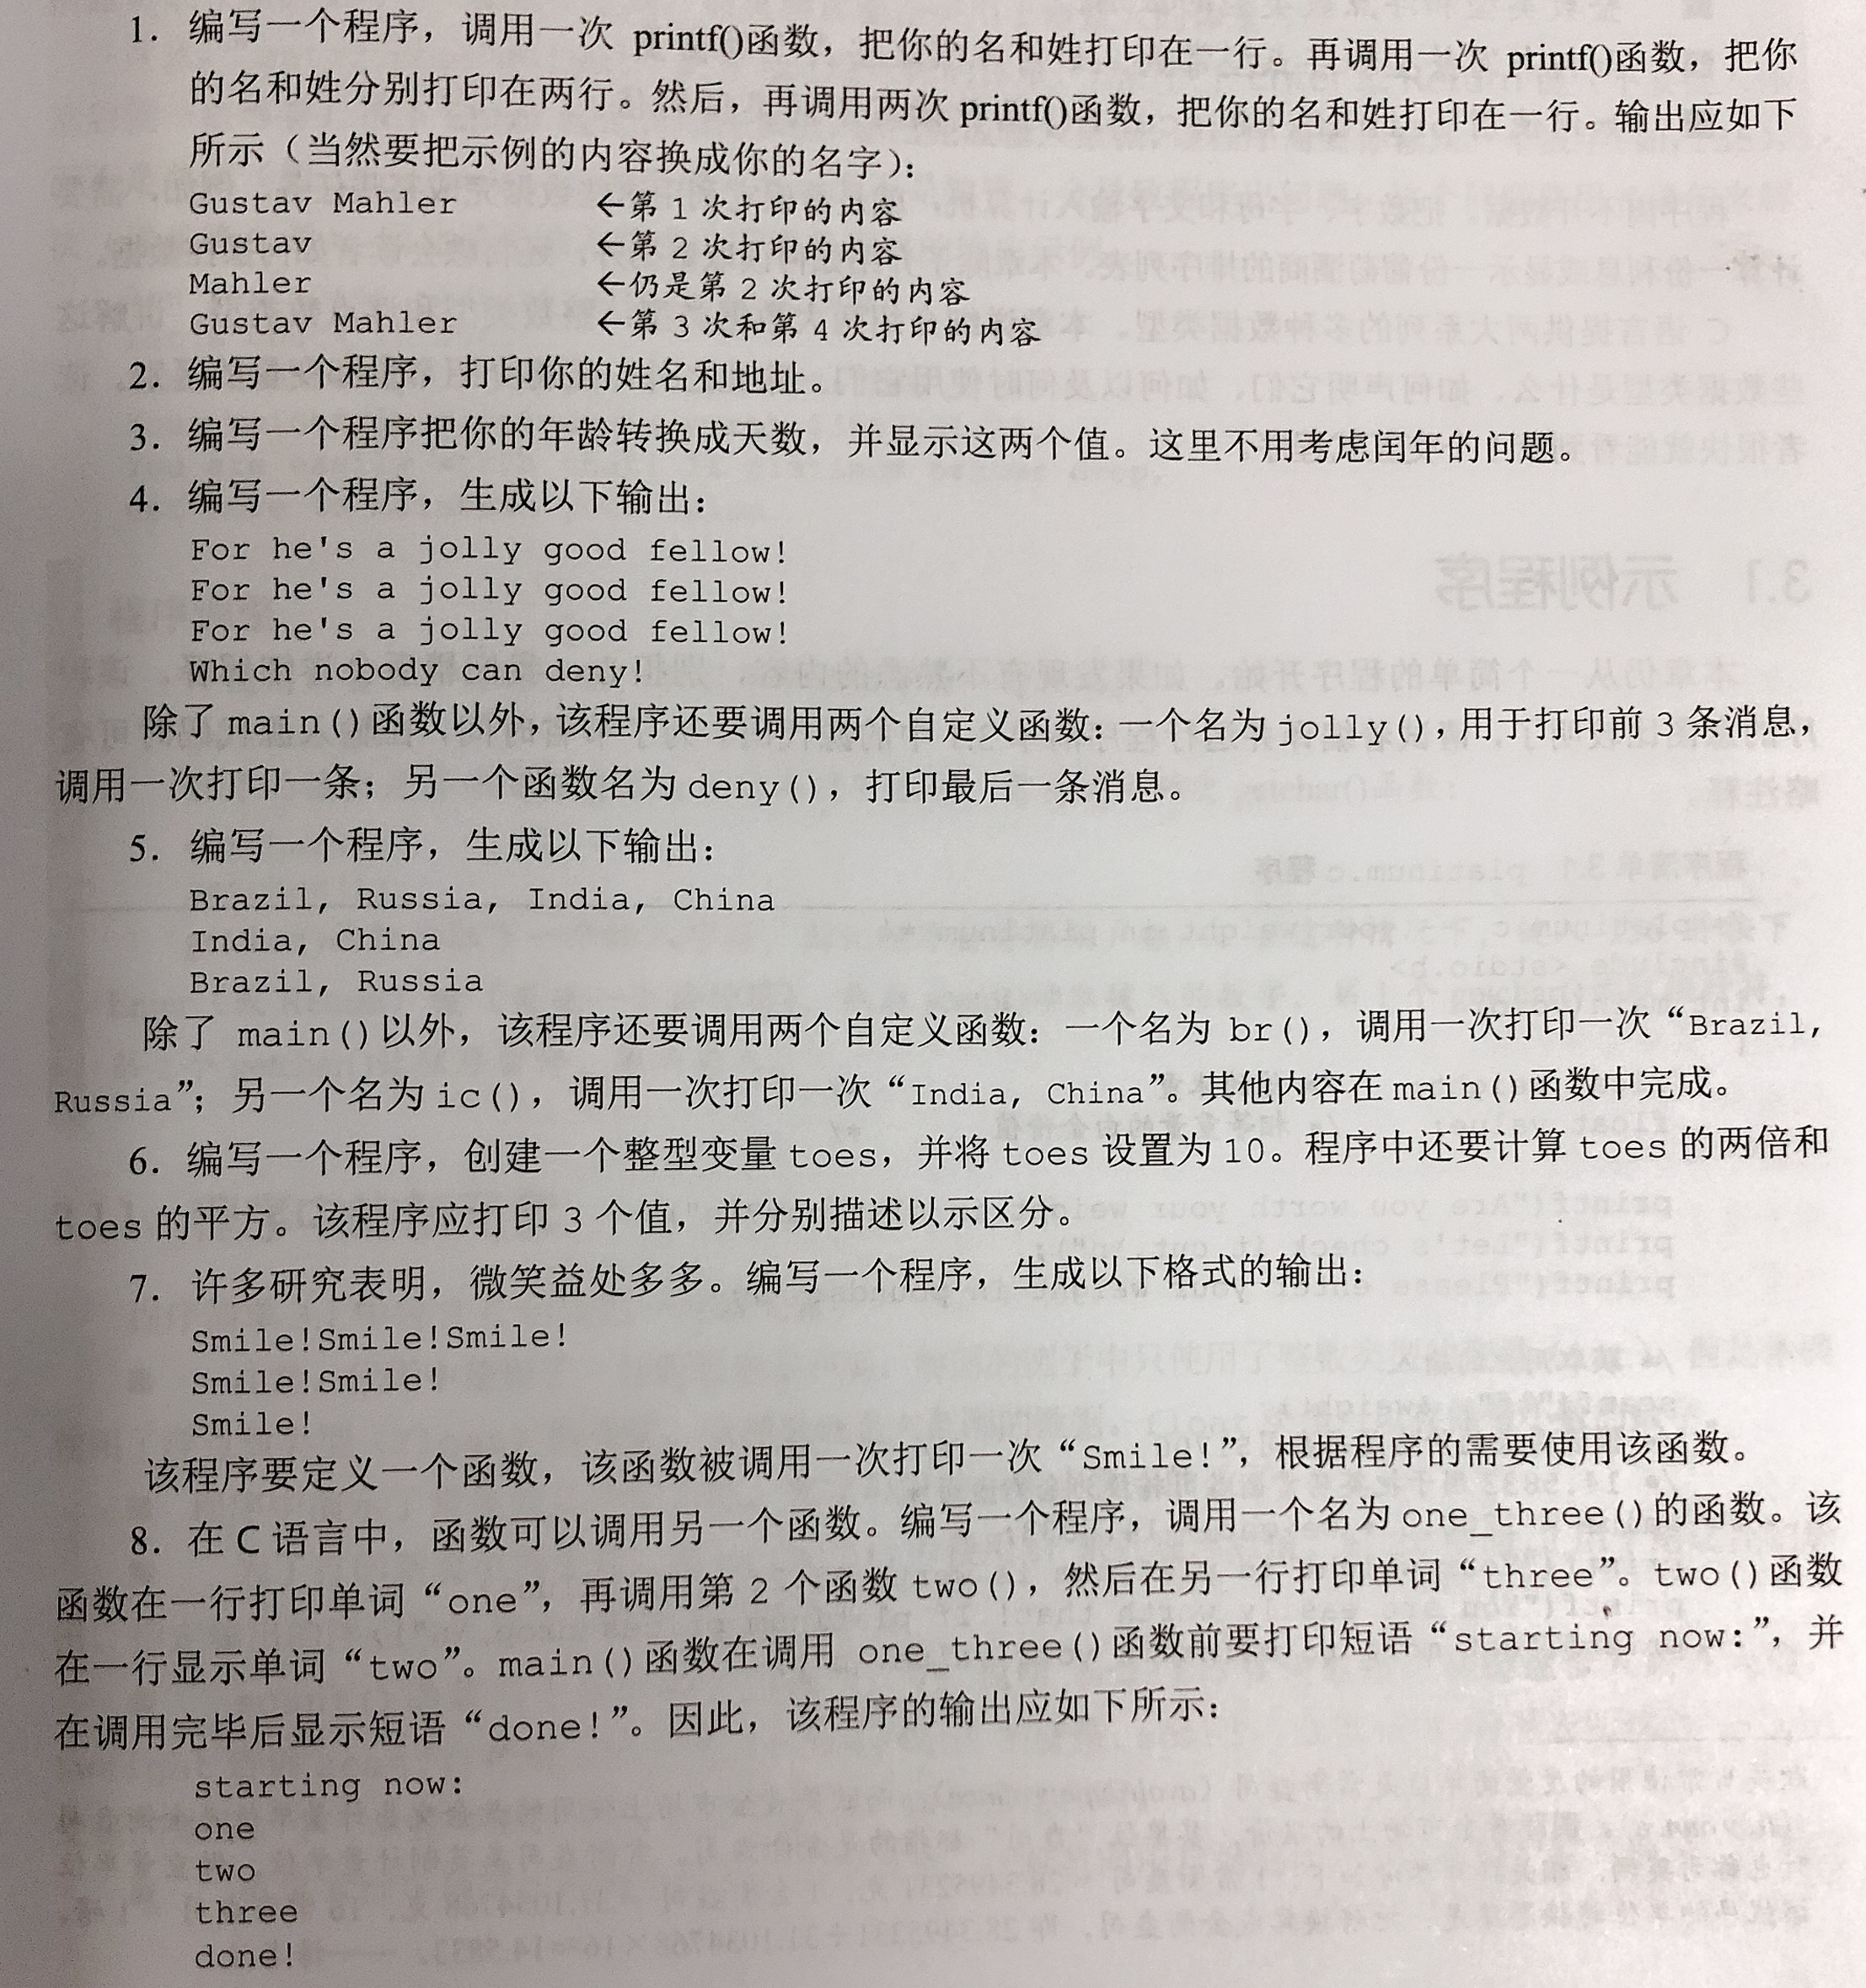 1. 编写一个程序，调用一次 printf()函数，把你的名和姓打印在一行。再调用一次 printf()函数，把你
的名和姓分别打印在两行。然后，再调用两次 printf()函数，把你的名和姓打印在一行。输出应如下
所示（当然要把示例的内容换成你的名字）：
Gustav Mahler ←第 1 次打印的内容
Gustav ←第 2 次打印的内容
Mahler ←仍是第 2 次打印的内容
Gustav Mahler ←第 3 次和第 4 次打印的内容
2. 编写一个程序，打印你的姓名和地址。
3. 编写一个程序把你的年龄转换成天数，并显示这两个值。这里不用考虑闰年的问题。
4. 编写一个程序，生成以下输出：
For he's a jolly good fellow!
For he's a jolly good fellow!
For he's a jolly good fellow!
Which nobody can deny!
除了 main()函数以外，该程序还要调用两个自定义函数：一个名为 jolly()，用于打印前 3 条消息，
调用一次打印一条；另一个函数名为 deny()，打印最后一条消息。
5. 编写一个程序，生成以下输出：
Brazil, Russia, India, China
India, China
Brazil, Russia
除了 main()以外，该程序还要调用两个自定义函数：一个名为 br()，调用一次打印一次“Brazil,
Russia”；另一个名为 ic()，调用一次打印一次“India, China”。其他内容在 main()函数中完成。
6. 编写一个程序，创建一个整型变量 toes，并将 toes 设置为 10。程序中还要计算 toes 的两倍和
toes 的平方。该程序应打印 3 个值，并分别描述以示区分。
7. 许多研究表明，微笑益处多多。编写一个程序，生成以下格式的输出：
Smile!Smile!Smile!
Smile!Smile!
Smile!
该程序要定义一个函数，该函数被调用一次打印一次“Smile!”，根据程序的需要使用该函数。
8. 在 C 语言中，函数可以调用另一个函数。编写一个程序，调用一个名为 one_three()的函数。该
函数在一行打印单词“one”，再调用第 2 个函数 two()，然后在另一行打印单词“three”。two()函数
在一行显示单词“two”。main()函数在调用 one_three()函数前要打印短语“starting now:”，并
在调用完毕后显示短语“done!”。因此，该程序的输出应如下所示：
starting now:
one
two
three
done!